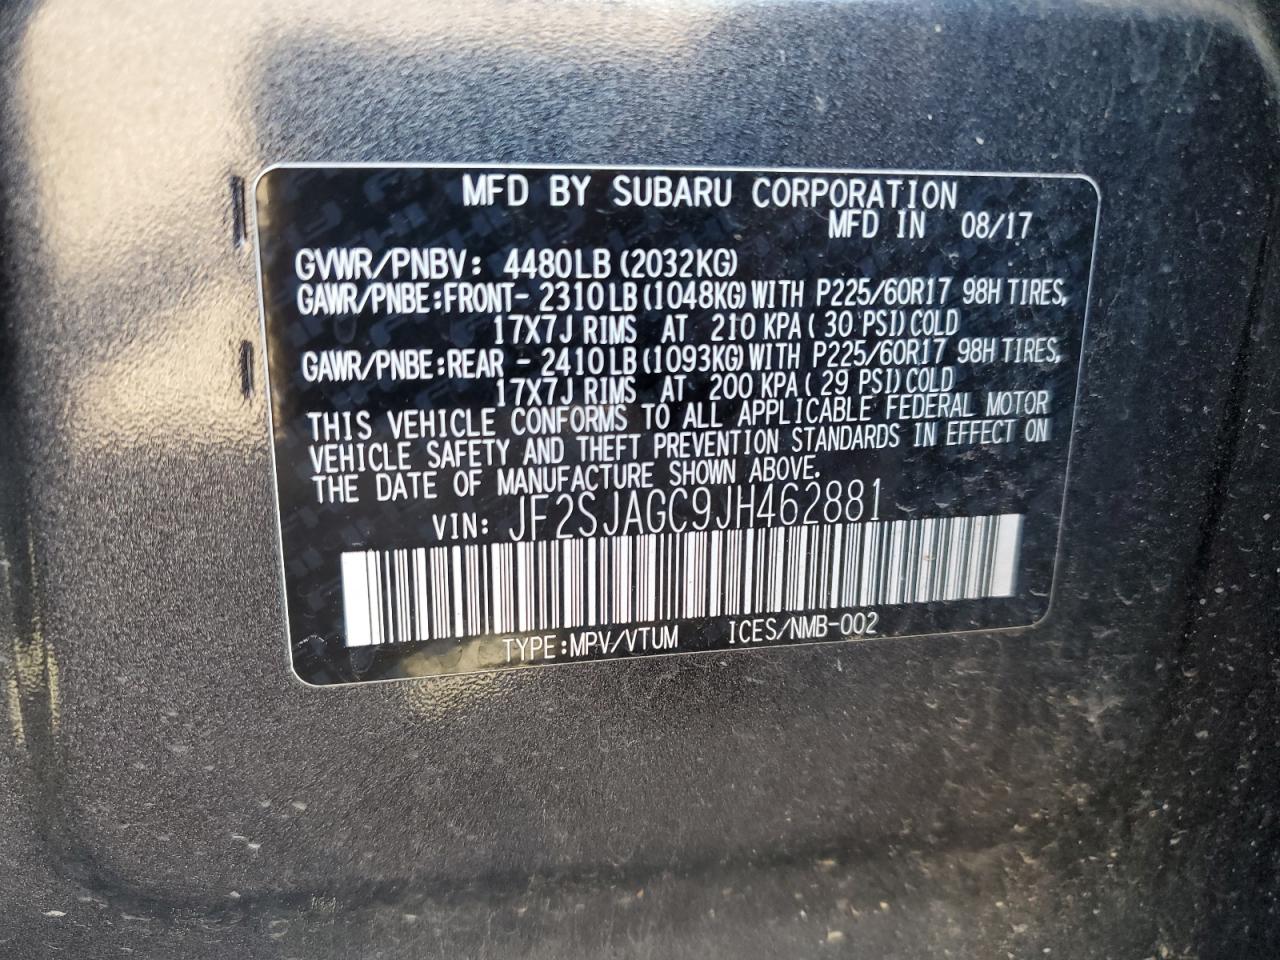 MFD BY SUBARU CORPORATION
MFD IN 08/17
GVWR/PNBV: 4480LB (2032KG)
GAWR/PNBE:FRONT- 2310LB (1048KG) WITH P225/60R17 98H TIRES,
17X7J RIMS AT 210 KPA ( 30 PSI) COLD
GAWR/PNBE:REAR - 2410LB (1093KG) WITH P225/60R17 98H TIRES,
17X7J RIMS AT 200 KPA ( 29 PSI) COLD
THIS VEHICLE CONFORMS TO ALL APPLICABLE FEDERAL MOTOR
VEHICLE SAFETY AND THEFT PREVENTION STANDARDS IN EFFECT ON
THE DATE OF MANUFACTURE SHOWN ABOVE.
VIN: JF2SJAGC9JH462881
TYPE:MPV/VTUM ICES/NMB-002